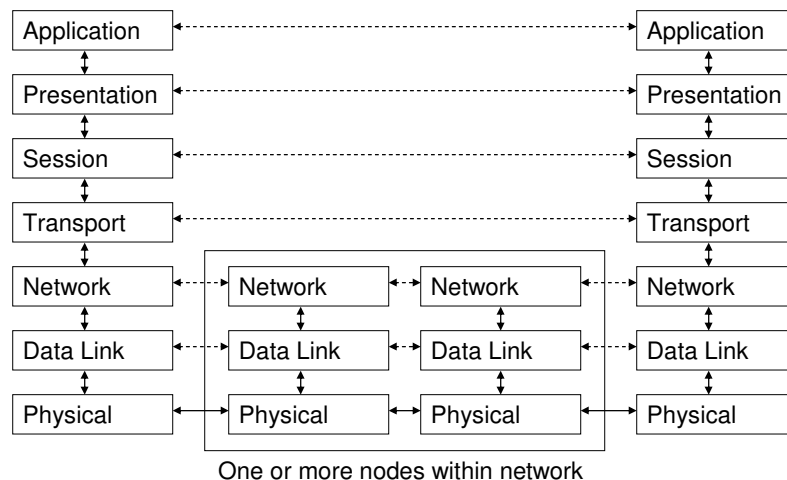 Application Application
Presentation Presentation
Session Session
Transport Transport
Network Network Network Network
Data Link Data Link Data Link Data Link
Physical Physical Physical Physical
One or more nodes within network